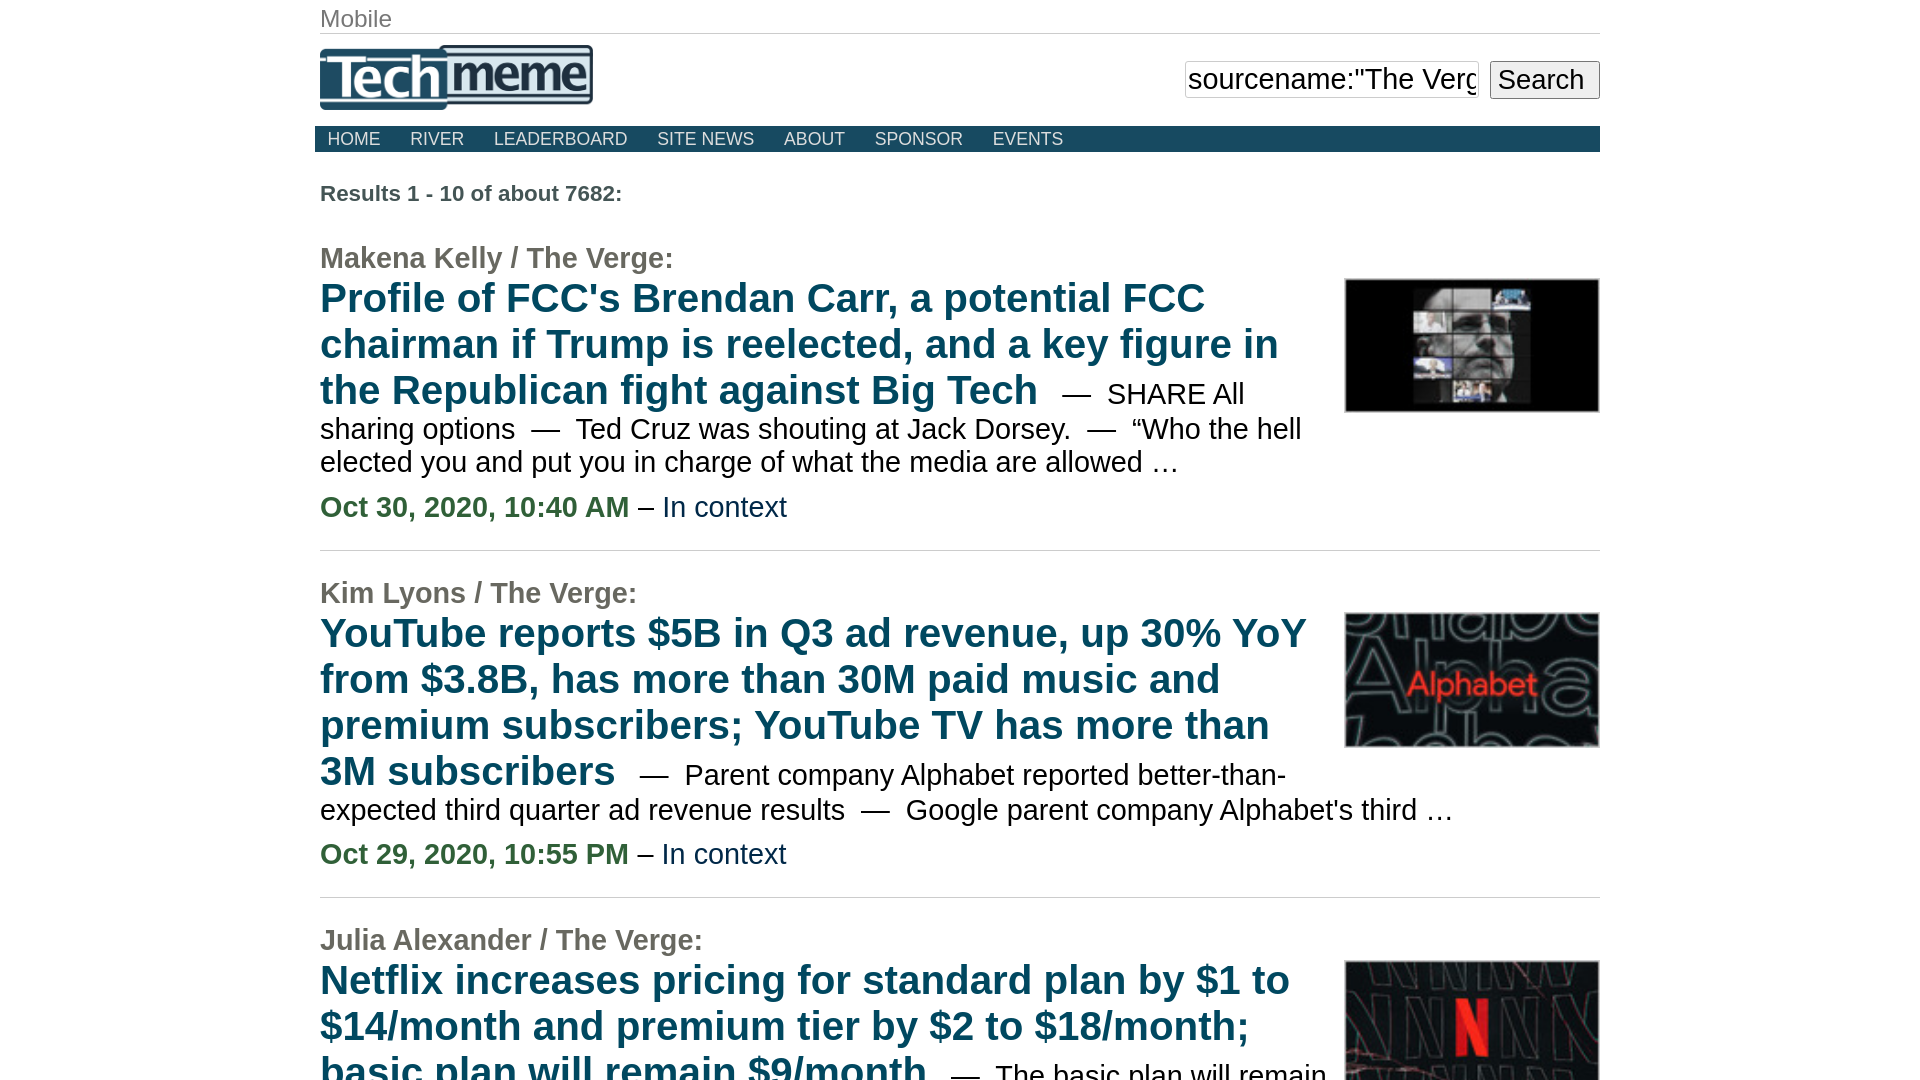 Mobile
Techmeme
sourcename:"The Verg
Search
HOME RIVER LEADERBOARD SITE NEWS ABOUT SPONSOR EVENTS
Results 1 - 10 of about 7682:
Makena Kelly / The Verge:
Profile of FCC's Brendan Carr, a potential FCC
chairman if Trump is reelected, and a key figure in
the Republican fight against Big Tech — SHARE All
sharing options — Ted Cruz was shouting at Jack Dorsey. — “Who the hell
elected you and put you in charge of what the media are allowed …
Oct 30, 2020, 10:40 AM – In context
Kim Lyons / The Verge:
YouTube reports $5B in Q3 ad revenue, up 30% YoY
from $3.8B, has more than 30M paid music and
premium subscribers; YouTube TV has more than
3M subscribers — Parent company Alphabet reported better-than-
expected third quarter ad revenue results — Google parent company Alphabet's third …
Alphabet
Oct 29, 2020, 10:55 PM – In context
Julia Alexander / The Verge:
Netflix increases pricing for standard plan by $1 to
$14/month and premium tier by $2 to $18/month;
basic plan will remain $9/month — The basic plan will remain
N